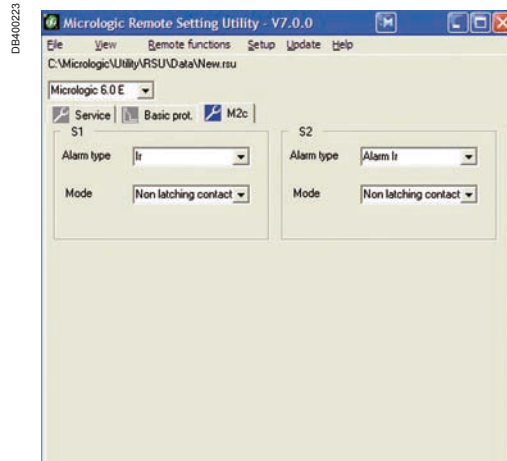 DB400223
Micrologic Remote Setting Utility - V7.0.0
File View Remote functions Setup Update Help
C:\Micrologic\Utility\RSU\Data\New.rsu
Micrologic 6.0 E
Service Basic prot. M2c
S1
Alarm type Ir
Mode Non latching contact
S2
Alarm type Alarm Ir
Mode Non latching contact